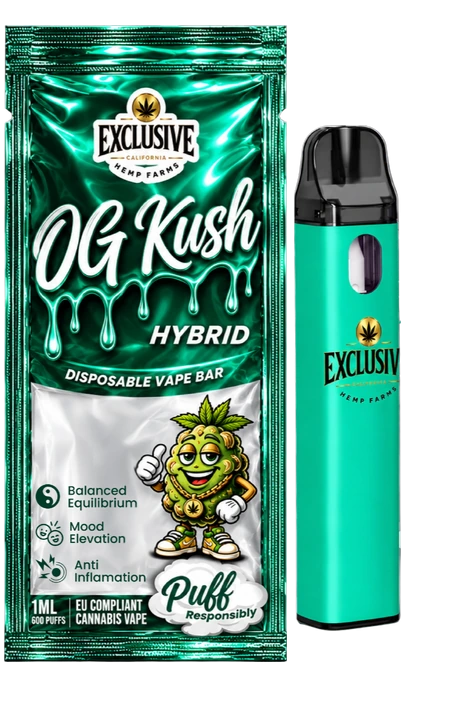 EXCLUSIVE
CALIFORNIA
HEMP FARMS
OG Kush
HYBRID
DISPOSABLE VAPE BAR
Balanced
Equilibrium
Mood
Elevation
Anti
Inflamation
Puff
Responsibly
1ML
600 PUFFS
EU COMPLIANT
CANNABIS VAPE
EXCLUSIV
HEMP FARMS